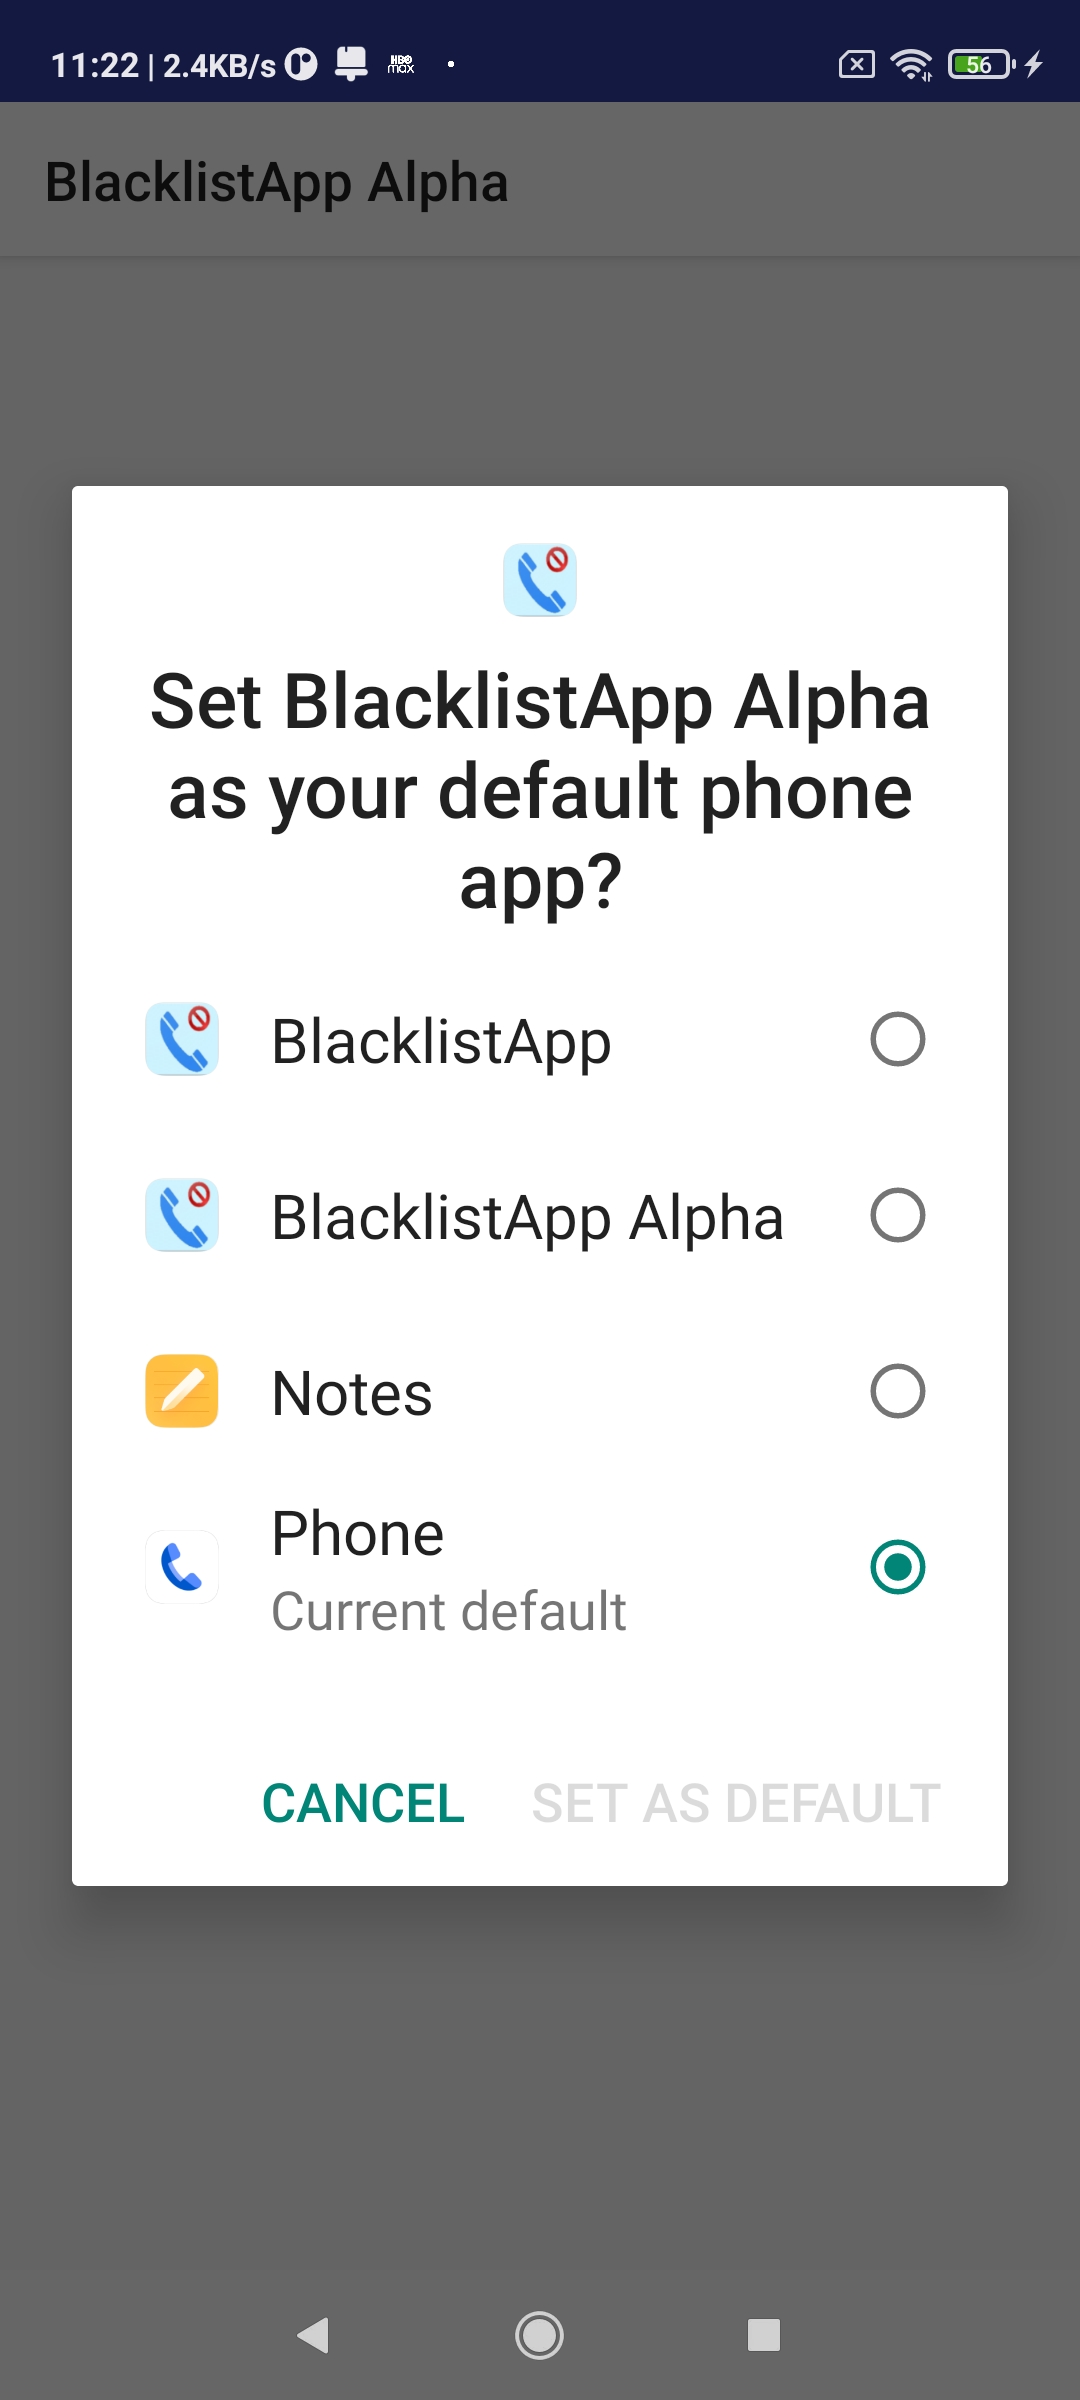 11:22 | 2.4KB/s HBO max 56
BlacklistApp Alpha
Set BlacklistApp Alpha
as your default phone
app?
BlacklistApp
BlacklistApp Alpha
Notes
Phone
Current default
CANCEL SET AS DEFAULT